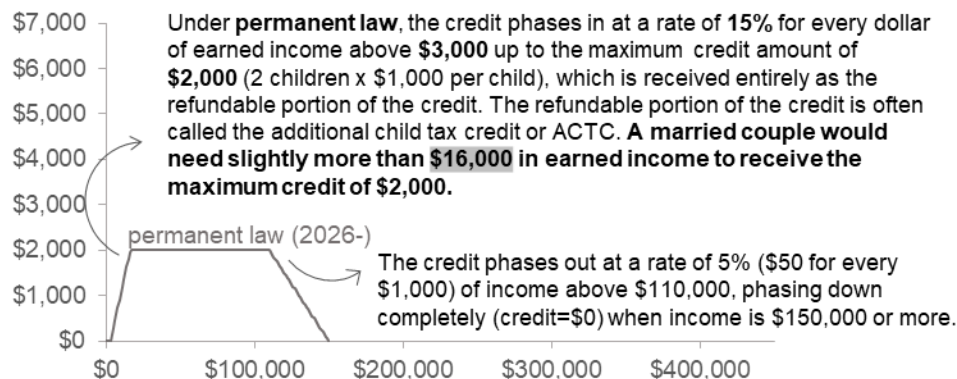 $7,000
$6,000
$5,000
$4,000
$3,000
$2,000
$1,000
$0
Under permanent law, the credit phases in at a rate of 15% for every dollar
of earned income above $3,000 up to the maximum credit amount of
$2,000 (2 children x $1,000 per child), which is received entirely as the
refundable portion of the credit. The refundable portion of the credit is often
called the additional child tax credit or ACTC. A married couple would
need slightly more than $16,000 in earned income to receive the
maximum credit of $2,000.
permanent law (2026-)
The credit phases out at a rate of 5% ($50 for every
$1,000) of income above $110,000, phasing down
completely (credit=$0) when income is $150,000 or more.
$0 $100,000 $200,000 $300,000 $400,000